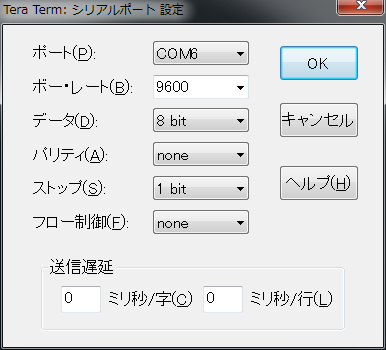 Tera Term: シリアルポート 設定
ポート(P): COM6
OK
ボー・レート(B): 9600
データ(D): 8 bit
キャンセル
パリティ(A): none
ストップ(S): 1 bit
ヘルプ(H)
フロー制御(F): none
送信遅延
0 ミリ秒/字(C) 0 ミリ秒/行(L)